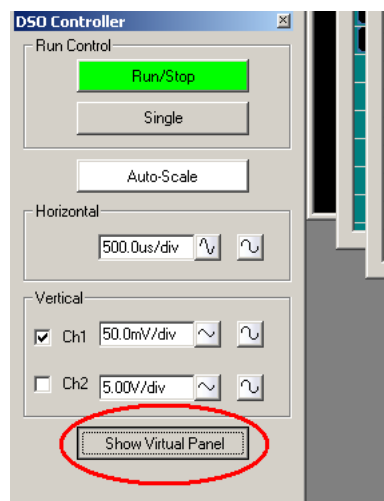 DSO Controller
Run Control
Run/Stop
Single
Auto-Scale
Horizontal
500.0us/div
Vertical
Ch1 50.0mV/div
Ch2 5.00V/div
Show Virtual Panel